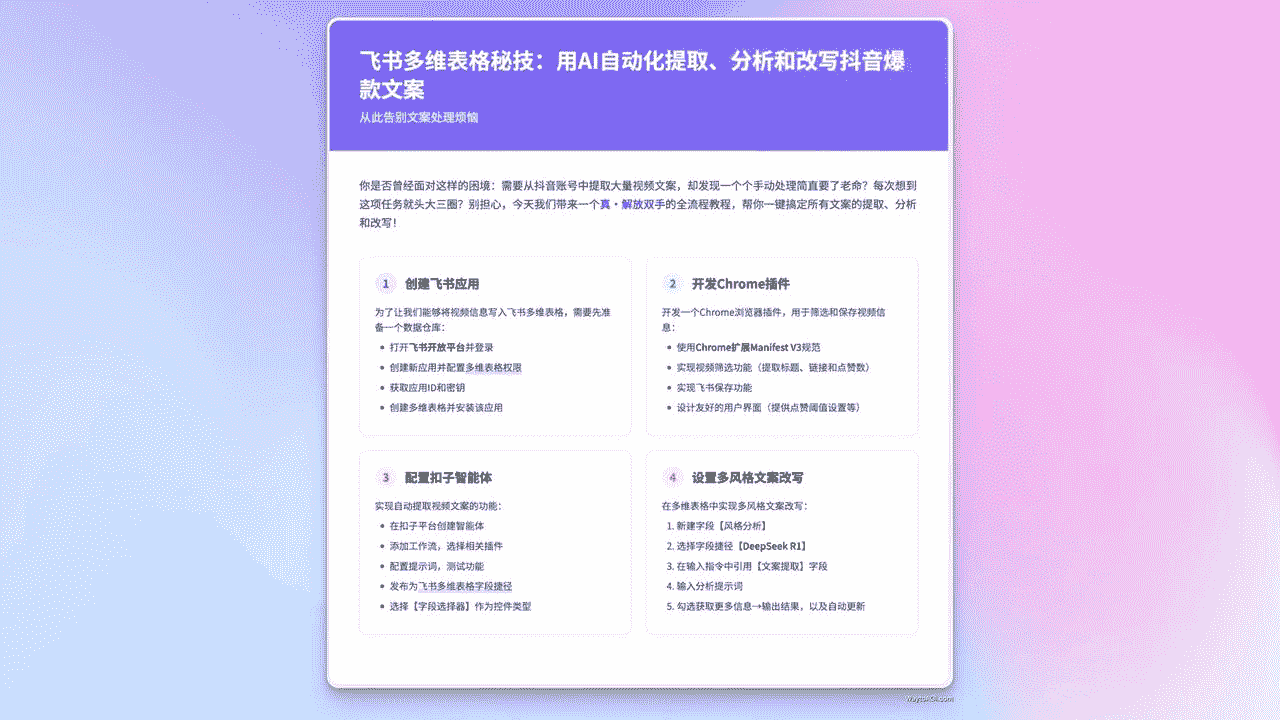 飞书多维表格秘技：用AI自动化提取、分析和改写抖音爆
款文案
从此告别文案处理烦恼
你是否曾经面对这样的困境：需要从抖音账号中提取大量视频文案，却发现一个个手动处理简直要了老命？每次想到
这项任务就头大三圈？别担心，今天我们带来一个真·解放双手的全流程教程，帮你一键搞定所有文案的提取、分析
和改写！
1 创建飞书应用
为了让我们能够将视频信息写入飞书多维表格，需要先准
备一个数据仓库：
• 打开飞书开放平台并登录
• 创建新应用并配置多维表格权限
• 获取应用ID和密钥
• 创建多维表格并安装该应用
2 开发Chrome插件
开发一个Chrome浏览器插件，用于筛选和保存视频信
息：
• 使用Chrome扩展Manifest V3规范
• 实现视频筛选功能（提取标题、链接和点赞数）
• 实现飞书保存功能
• 设计友好的用户界面（提供点赞阈值设置等）
3 配置扣子智能体
实现自动提取视频文案的功能：
• 在扣子平台创建智能体
• 添加工作流，选择相关插件
• 配置提示词，测试功能
• 发布为飞书多维表格字段捷径
• 选择【字段选择器】作为控件类型
4 设置多风格文案改写
在多维表格中实现多风格文案改写：
1. 新建字段【风格分析】
2. 选择字段捷径【DeepSeek R1】
3. 在输入指令中引用【文案提取】字段
4. 输入分析提示词
5. 勾选获取更多信息→输出结果，以及自动更新
WaytoAGI.com